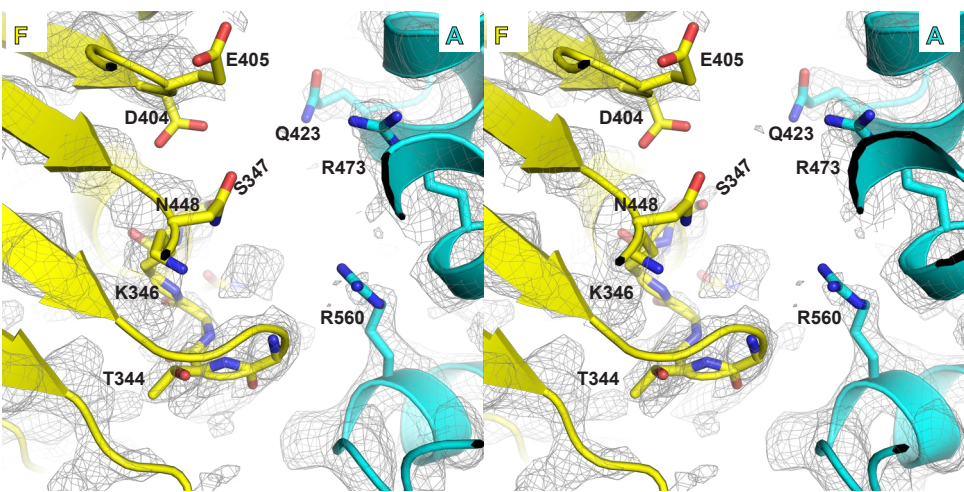 F A F A
E405 E405
D404 Q423 D404 Q423
R473 R473
S347 S347
N448 N448
K346 K346
R560 R560
T344 T344